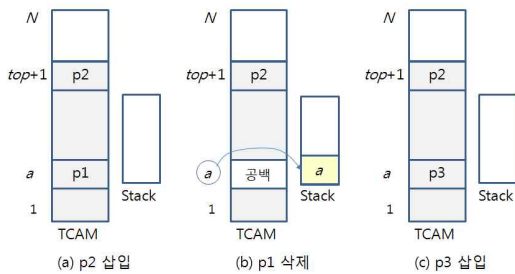 N
top+1 p2
a p1
1
Stack
TCAM
(a) p2 삽입
N
top+1 p2
a 공백 a
1
Stack
TCAM
(b) p1 삭제
N
top+1 p2
a p3
1
Stack
TCAM
(c) p3 삽입